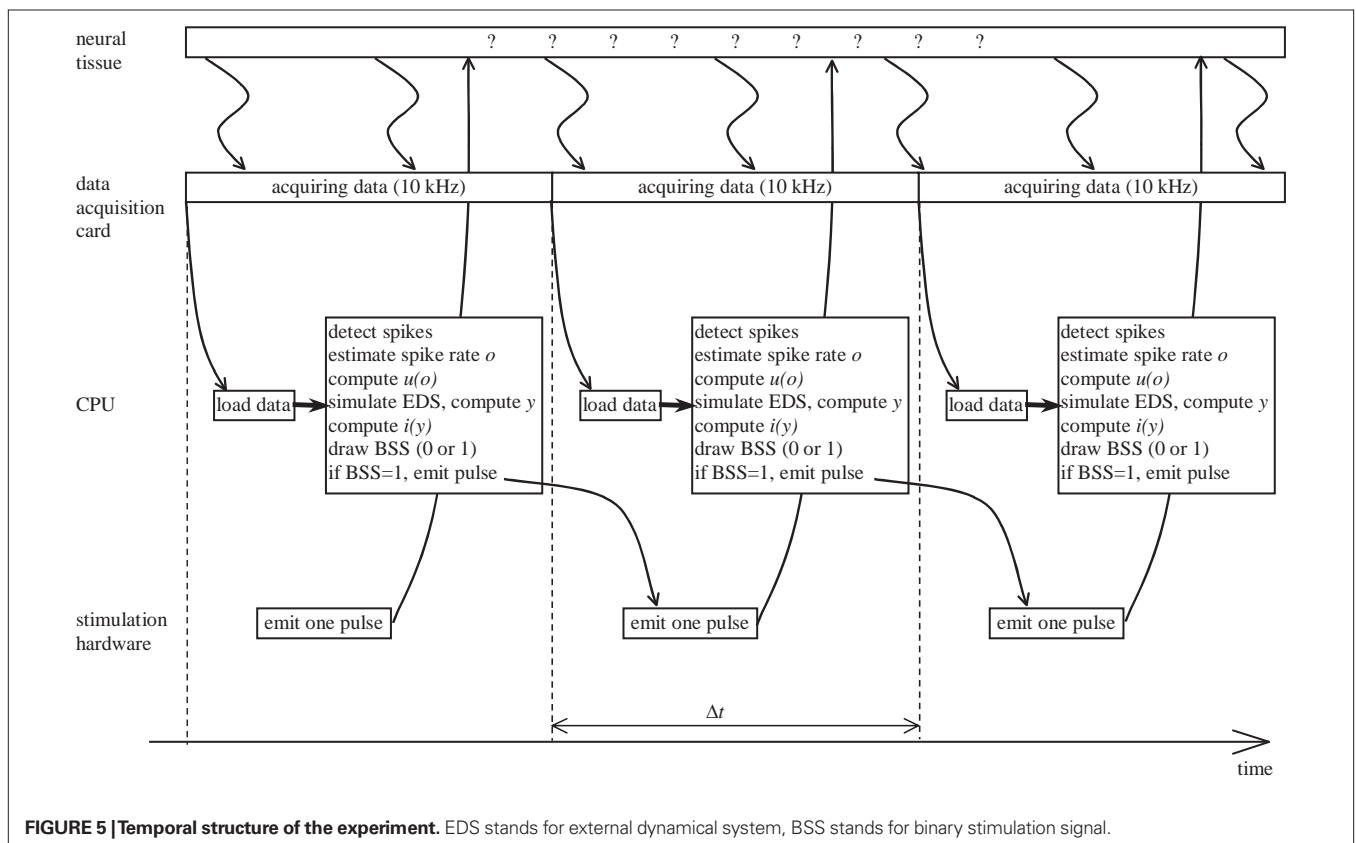 neural
tissue
? ? ? ? ? ? ? ? ?
data
acquisition
card
acquiring data (10 kHz)
acquiring data (10 kHz)
acquiring data (10 kHz)
CPU
load data
detect spikes
estimate spike rate o
compute u(o)
simulate EDS, compute y
compute i(y)
draw BSS (0 or 1)
if BSS=1, emit pulse
load data
detect spikes
estimate spike rate o
compute u(o)
simulate EDS, compute y
compute i(y)
draw BSS (0 or 1)
if BSS=1, emit pulse
load data
detect spikes
estimate spike rate o
compute u(o)
simulate EDS, compute y
compute i(y)
draw BSS (0 or 1)
if BSS=1, emit pulse
stimulation
hardware
emit one pulse
emit one pulse
emit one pulse
Δt
time
FIGURE 5 | Temporal structure of the experiment. EDS stands for external dynamical system, BSS stands for binary stimulation signal.